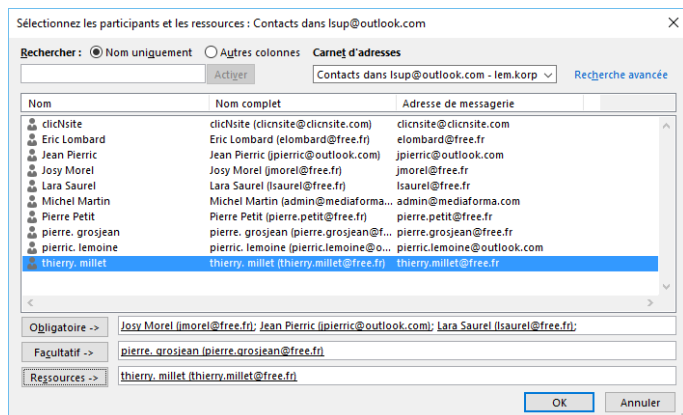 Sélectionnez les participants et les ressources : Contacts dans lsup@outlook.com
Rechercher : Nom uniquement Autres colonnes Carnet d'adresses
Activer Contacts dans lsup@outlook.com - lem.korp Recherche avancée
Nom Nom complet Adresse de messagerie
clicNsite clicNsite (clicnsite@clicnsite.com) clicnsite@clicnsite.com
Eric Lombard Eric Lombard (elombard@free.fr) elombard@free.fr
Jean Pierric Jean Pierric (jpierric@outlook.com) jpierric@outlook.com
Josy Morel Josy Morel (jmorel@free.fr) jmorel@free.fr
Lara Saurel Lara Saurel (lsaurel@free.fr) lsaurel@free.fr
Michel Martin Michel Martin (admin@mediaforma... admin@mediaforma.com
Pierre Petit Pierre Petit (pierre.petit@free.fr) pierre.petit@free.fr
pierre. grosjean pierre. grosjean (pierre.grosjean@f... pierre.grosjean@free.fr
pierric. lemoine pierric. lemoine (pierric.lemoine@o... pierric.lemoine@outlook.com
thierry. millet thierry. millet (thierry.millet@free.fr) thierry.millet@free.fr
Obligatoire -> Josy Morel (jmorel@free.fr); Jean Pierric (jpierric@outlook.com); Lara Saurel (lsaurel@free.fr);
Facultatif -> pierre. grosjean (pierre.grosjean@free.fr)
Ressources -> thierry. millet (thierry.millet@free.fr)
OK Annuler